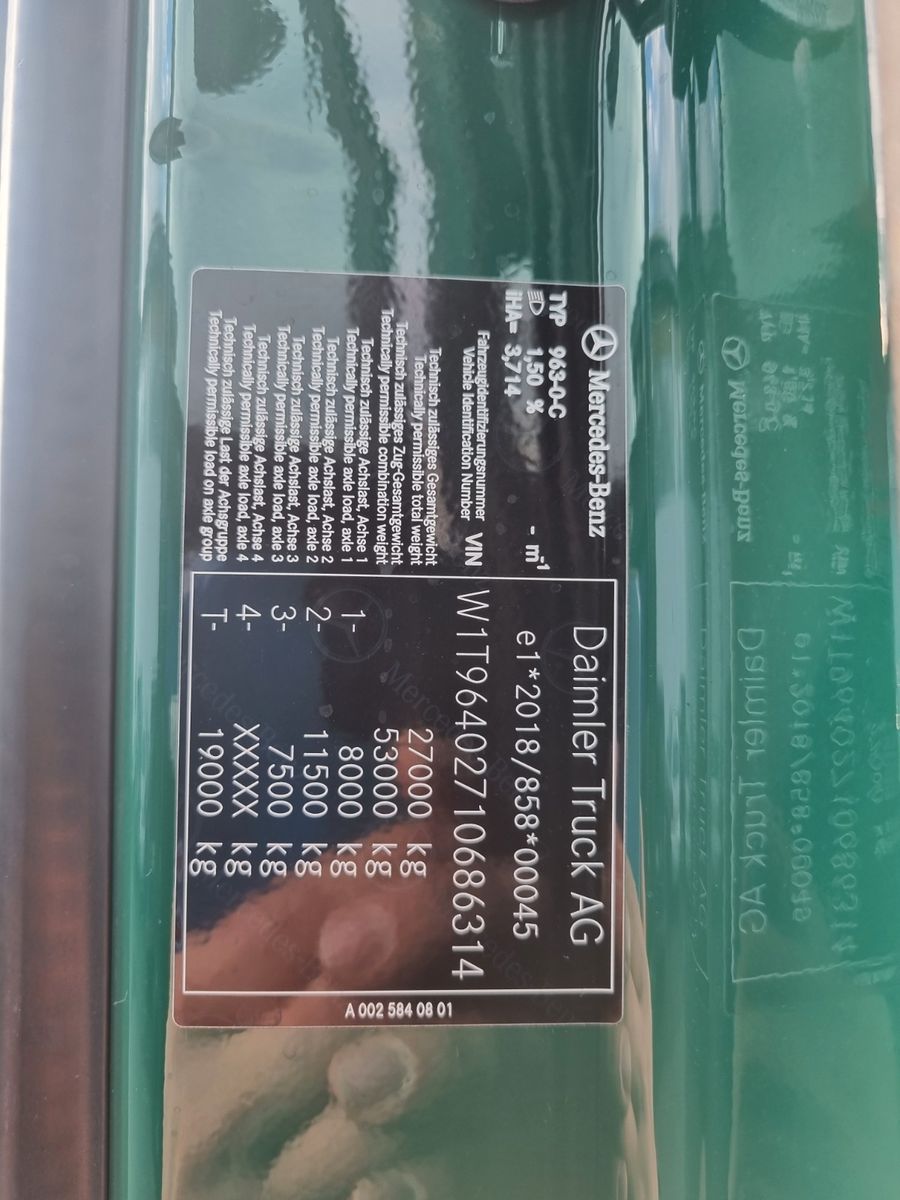 Mercedes-Benz
Daimler Truck AG
TYP 963-0-C
1,50 % - m-1 e1*2018/858*00045
iHA= 3,714
Fahrzeugidentifizierungsnummer
Vehicle Identification Number VIN W1T96402710686314
Technisch zulässiges Gesamtgewicht
Technically permissible total weight 27000 kg
Technisch zulässiges Zug-Gesamtgewicht
Technically permissible combination weight 53000 kg
Technisch zulässige Achslast, Achse 1
Technically permissible axle load, axle 1 1- 8000 kg
Technisch zulässige Achslast, Achse 2
Technically permissible axle load, axle 2 2- 11500 kg
Technisch zulässige Achslast, Achse 3
Technically permissible axle load, axle 3 3- 7500 kg
Technisch zulässige Achslast, Achse 4
Technically permissible axle load, axle 4 4- XXXXX kg
Technisch zulässige Last der Achsgruppe
Technically permissible load on axle group T- 19000 kg
A 002 584 08 01